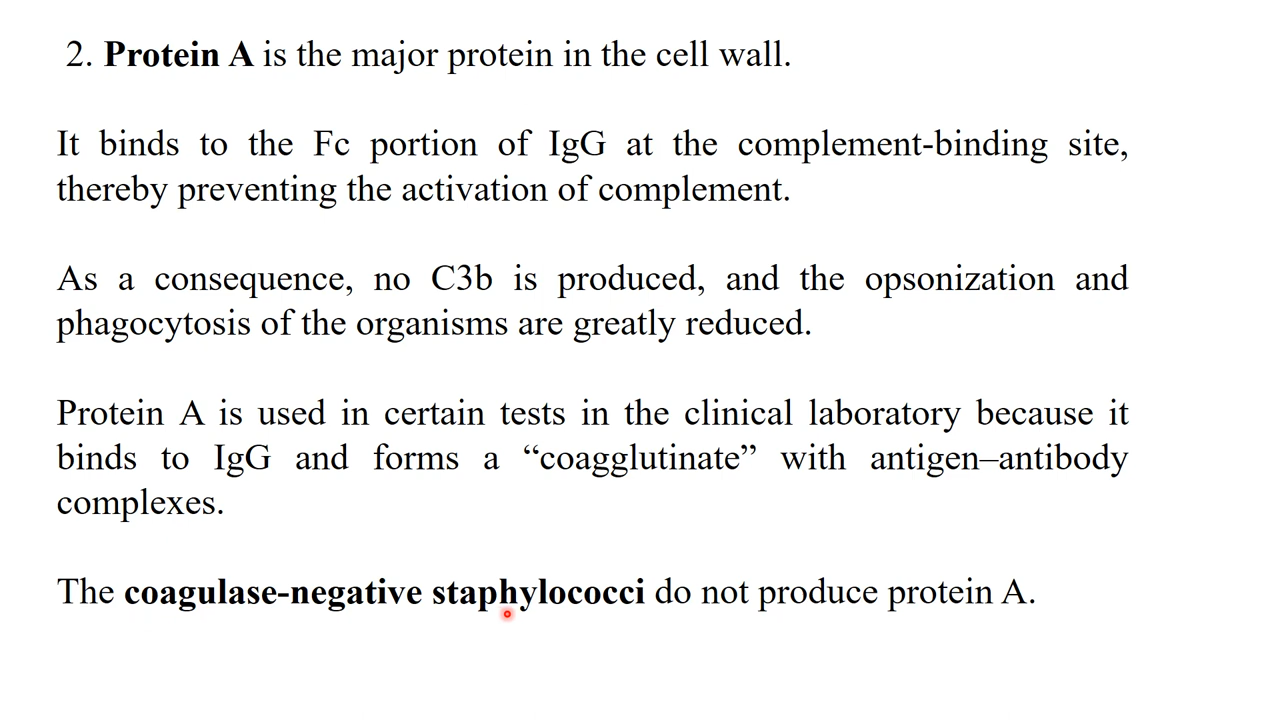 2. Protein A is the major protein in the cell wall.
It binds to the Fc portion of IgG at the complement-binding site,
thereby preventing the activation of complement.
As a consequence, no C3b is produced, and the opsonization and
phagocytosis of the organisms are greatly reduced.
Protein A is used in certain tests in the clinical laboratory because it
binds to IgG and forms a “coagglutinate” with antigen–antibody
complexes.
The coagulase-negative staphylococci do not produce protein A.